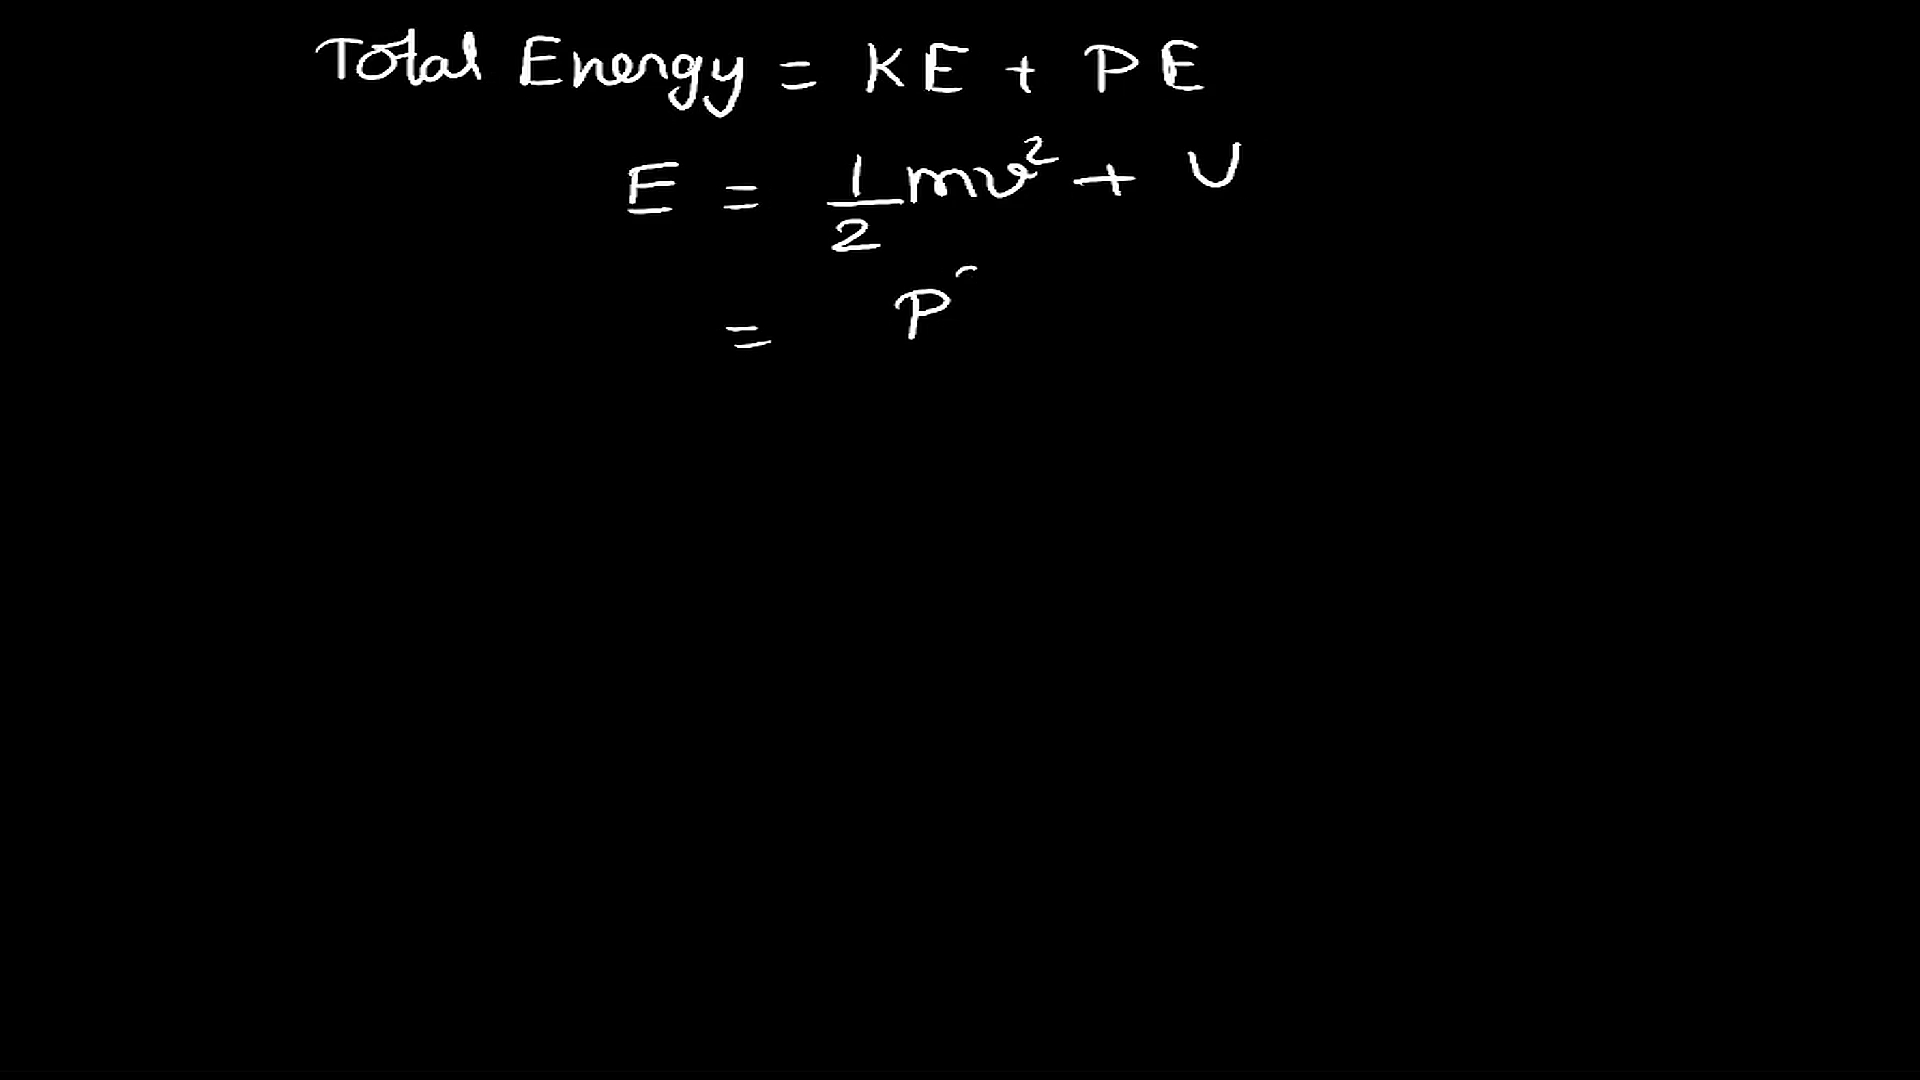 Total Energy = KE + PE
E = 1/2 mv² + U
= P